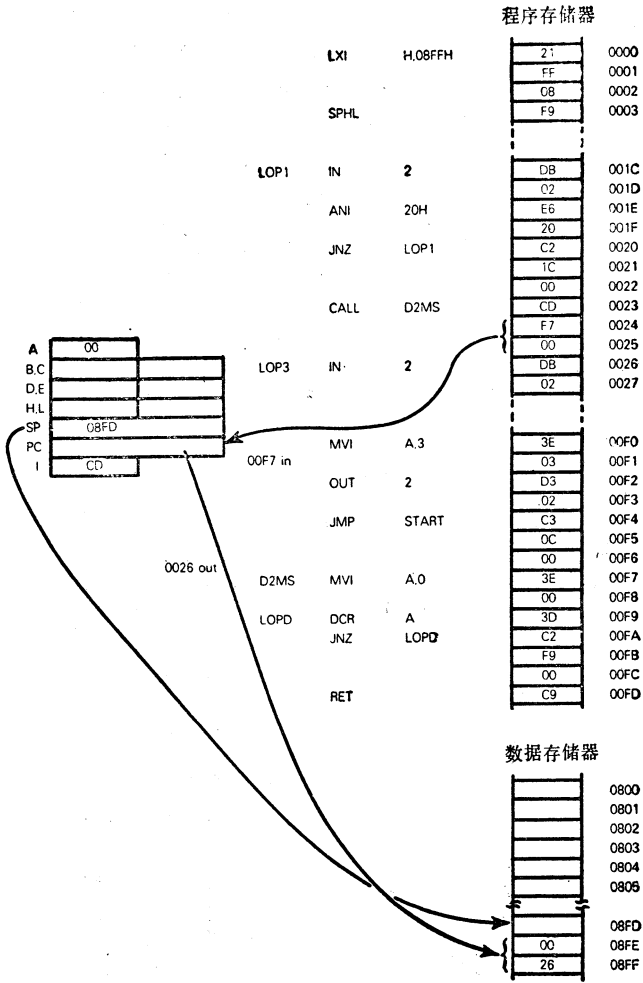 程序存储器
LXI H.08FFH 21 0000
FF 0001
08 0002
SPHL F9 0003
LOP1 IN 2 DB 001C
02 001D
ANI 20H E6 001E
20 001F
JNZ LOP1 C2 0020
1C 0021
00 0022
CALL D2MS CD 0023
F7 0024
00 0025
LOP3 IN 2 DB 0026
02 0027
A 00
B.C
D.E
H.L
SP 08FD
PC
I CD
00F7 in
0026 out
MVI A.3 3E 00F0
03 00F1
OUT 2 D3 00F2
02 00F3
JMP START C3 00F4
0C 00F5
00 00F6
D2MS MVI A.0 3E 00F7
00 00F8
LOPD DCR A 3D 00F9
JNZ LOPD C2 00FA
F9 00FB
00 00FC
RET C9 00FD
数据存储器
0800
0801
0802
0803
0804
0805
08FD
00 08FE
26 08FF